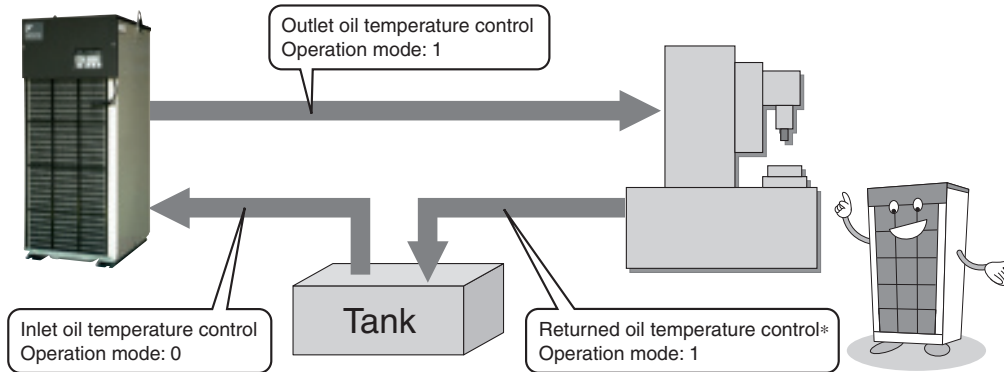 Outlet oil temperature control
Operation mode: 1
Tank
Inlet oil temperature control
Operation mode: 0
Returned oil temperature control*
Operation mode: 1